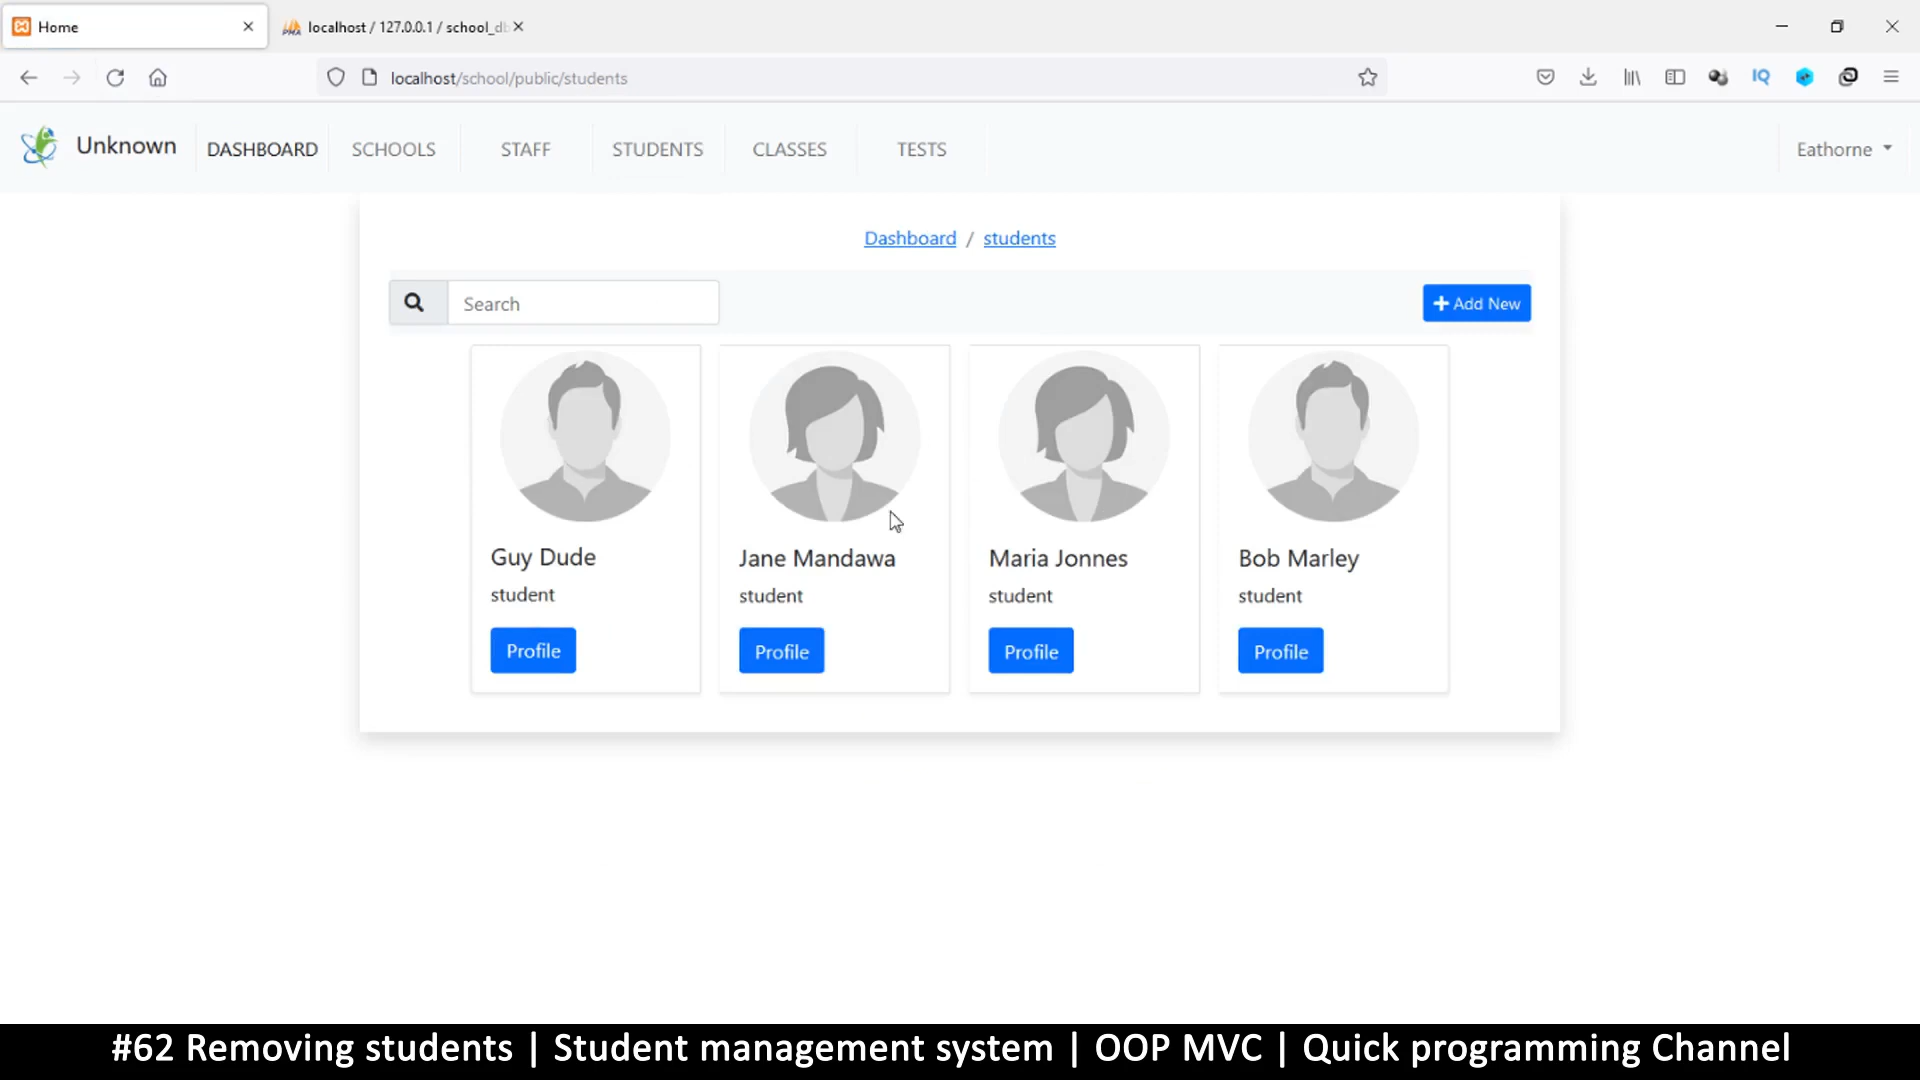 Home
localhost / 127.0.0.1 / school_db
localhost/school/public/students
IQ
Unknown DASHBOARD SCHOOLS STAFF STUDENTS CLASSES TESTS Eathorne
Dashboard / students
Search
Add New
Guy Dude
student
Profile
Jane Mandawa
student
Profile
Maria Jonnes
student
Profile
Bob Marley
student
Profile
#62 Removing students | Student management system | OOP MVC | Quick programming Channel